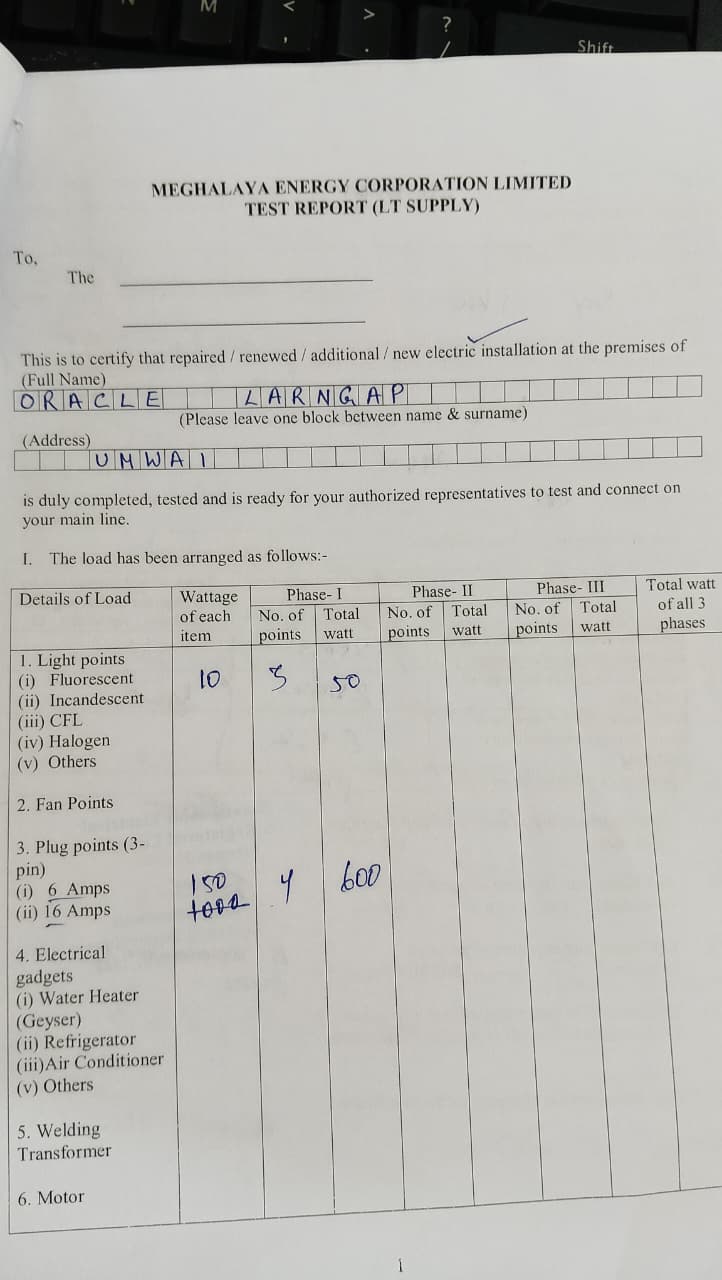 M < > ?
, . /
Shift
MEGHALAYA ENERGY CORPORATION LIMITED
TEST REPORT (LT SUPPLY)
To,
The
This is to certify that repaired / renewed / additional / new electric installation at the premises of
(Full Name)
ORACLE LARNGAP
(Please leave one block between name & surname)
(Address)
UMWAI
is duly completed, tested and is ready for your authorized representatives to test and connect on
your main line.
I. The load has been arranged as follows:-
Details of Load Wattage of each item Phase- I Phase- II Phase- III Total watt of all 3 phases
No. of points Total watt No. of points Total watt No. of points Total watt
1. Light points
(i) Fluorescent 10 5 50
(ii) Incandescent
(iii) CFL
(iv) Halogen
(v) Others
2. Fan Points
3. Plug points (3-
pin)
(i) 6 Amps 150 4 600
(ii) 16 Amps 1000
4. Electrical
gadgets
(i) Water Heater
(Geyser)
(ii) Refrigerator
(iii)Air Conditioner
(v) Others
5. Welding
Transformer
6. Motor
1